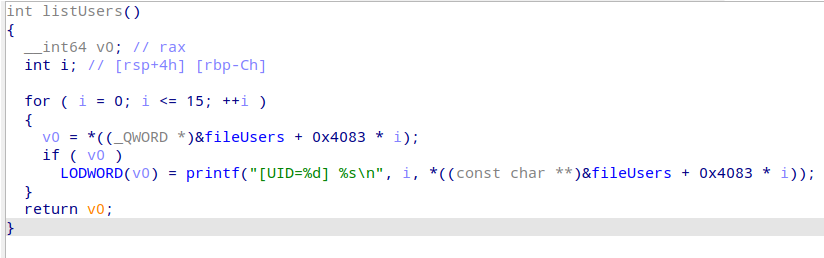 int listUsers()
{
  __int64 v0; // rax
  int i; // [rsp+4h] [rbp-Ch]

  for ( i = 0; i <= 15; ++i )
  {
    v0 = *((_QWORD *)&fileUsers + 0x4083 * i);
    if ( v0 )
      LODWORD(v0) = printf("[UID=%d] %s\n", i, *((const char **)&fileUsers + 0x4083 * i));
  }
  return v0;
}